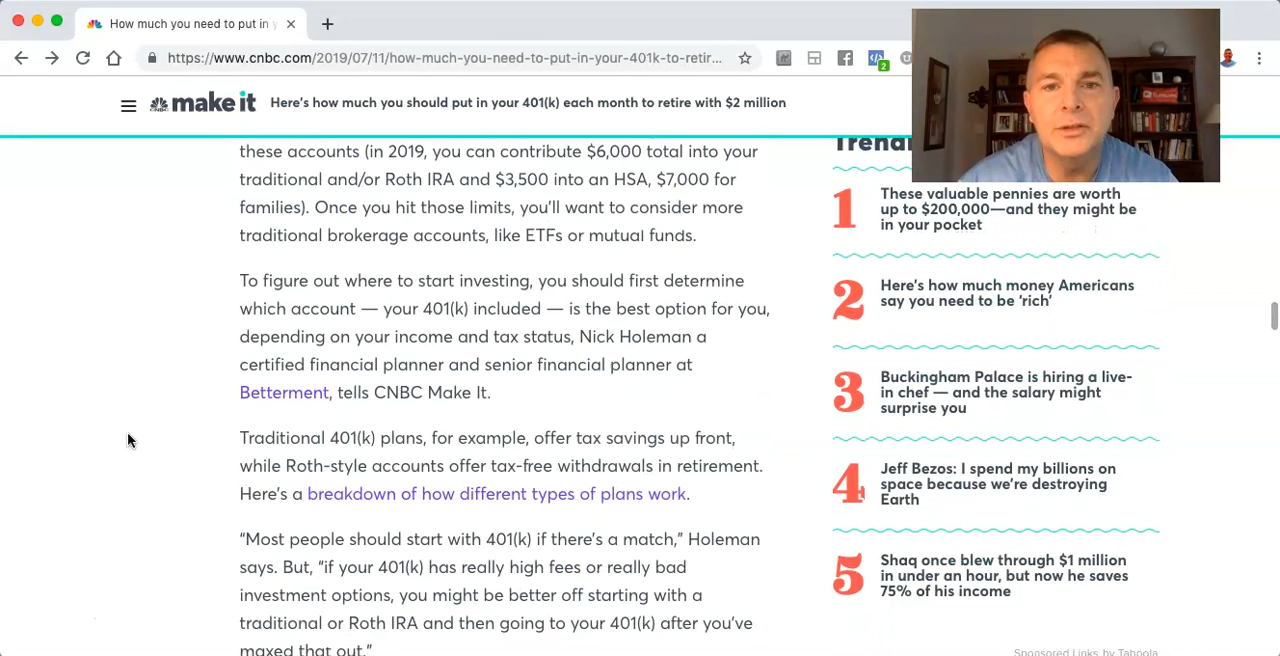 How much you need to put in y
https://www.cnbc.com/2019/07/11/how-much-you-need-to-put-in-your-401k-to-retir...
2
CNBC make it
Here's how much you should put in your 401(k) each month to retire with $2 million
these accounts (in 2019, you can contribute $6,000 total into your
traditional and/or Roth IRA and $3,500 into an HSA, $7,000 for
families). Once you hit those limits, you'll want to consider more
traditional brokerage accounts, like ETFs or mutual funds.
To figure out where to start investing, you should first determine
which account — your 401(k) included — is the best option for you,
depending on your income and tax status, Nick Holeman a
certified financial planner and senior financial planner at
Betterment, tells CNBC Make It.
Traditional 401(k) plans, for example, offer tax savings up front,
while Roth-style accounts offer tax-free withdrawals in retirement.
Here's a breakdown of how different types of plans work.
“Most people should start with 401(k) if there's a match,” Holeman
says. But, “if your 401(k) has really high fees or really bad
investment options, you might be better off starting with a
traditional or Roth IRA and then going to your 401(k) after you've
maxed that out.”
1
These valuable pennies are worth
up to $200,000—and they might be
in your pocket
2
Here's how much money Americans
say you need to be ‘rich’
3
Buckingham Palace is hiring a live-
in chef — and the salary might
surprise you
4
Jeff Bezos: I spend my billions on
space because we're destroying
Earth
5
Shaq once blew through $1 million
in under an hour, but now he saves
75% of his income
Sponsored Links by Taboola